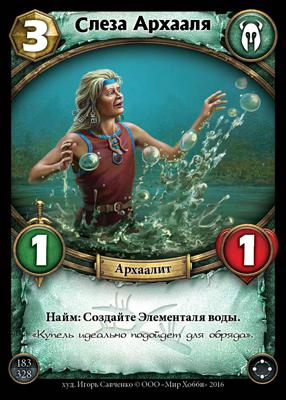 3
Слеза Архааля
1
Архаалит
1
Найм: Создайте Элементаля воды.
«Купель идеально подойдет для обряда».
183
328
худ. Игорь Савченко © ООО «Мир Хобби» 2016